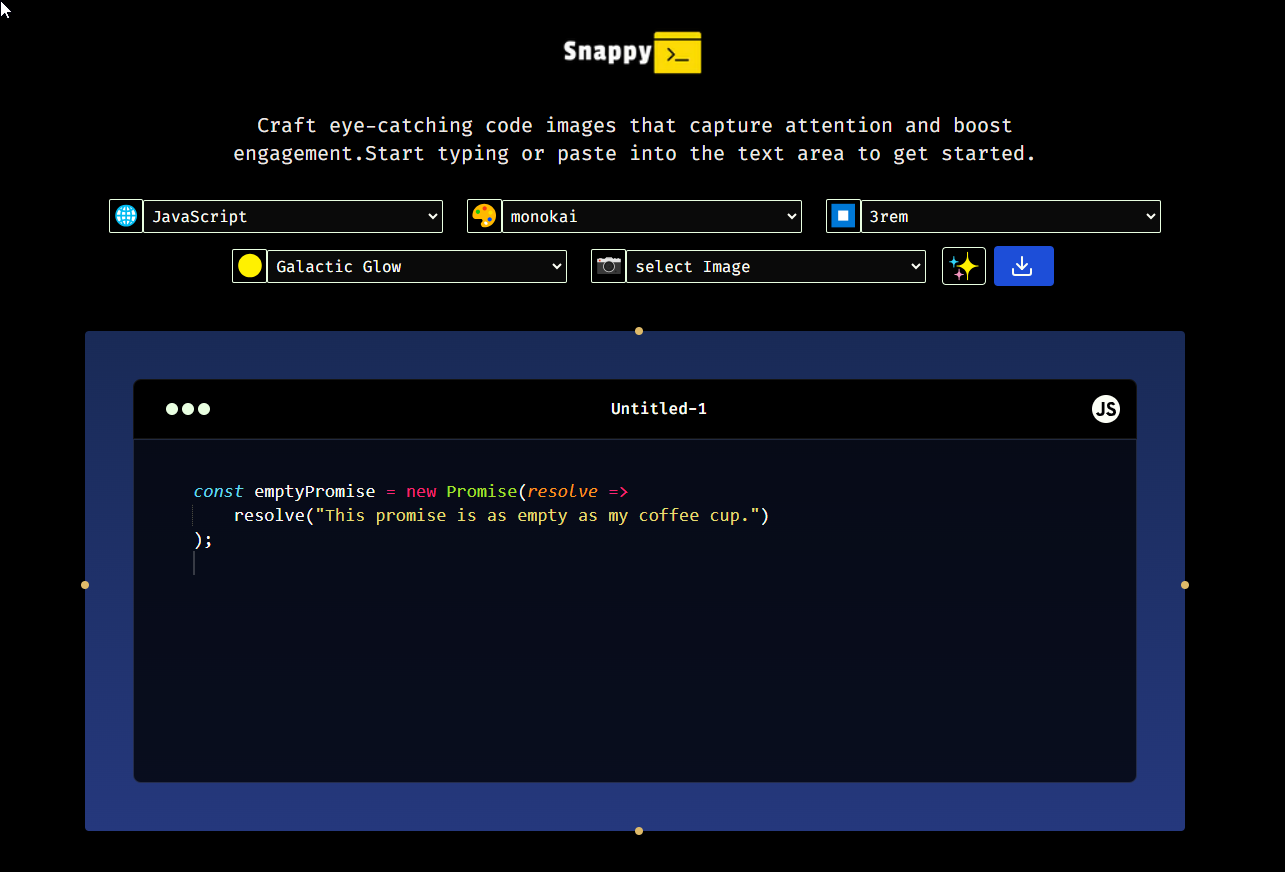 Snappy >_
Craft eye-catching code images that capture attention and boost
engagement.Start typing or paste into the text area to get started.
JavaScript
monokai
3rem
Galactic Glow
select Image
Untitled-1
JS
const emptyPromise = new Promise(resolve =>
    resolve("This promise is as empty as my coffee cup.")
);